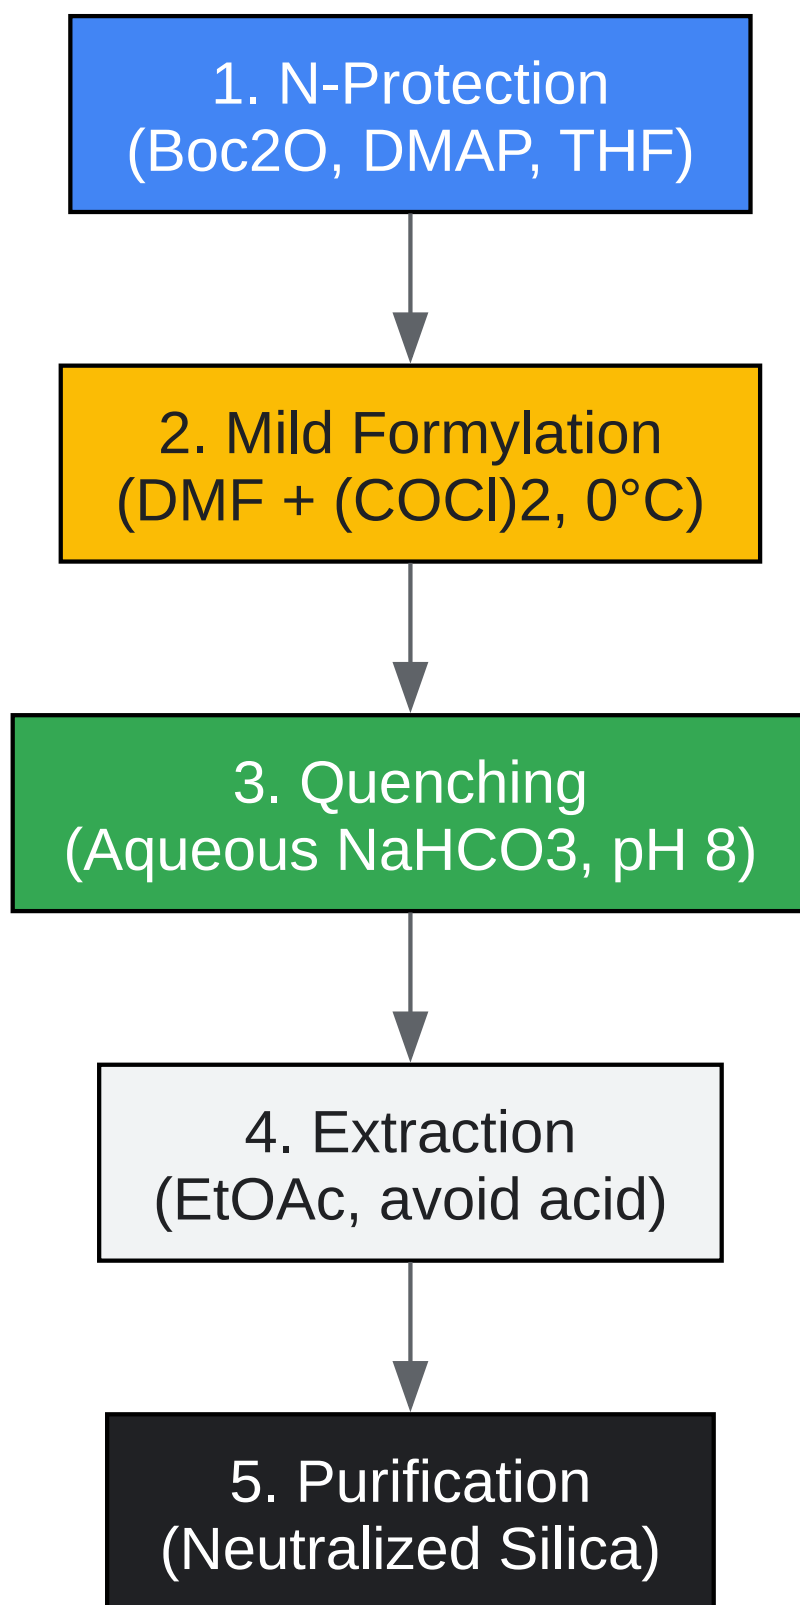 1. N-Protection
(Boc2O, DMAP, THF)
2. Mild Formylation
(DMF + (COCl)2, 0°C)
3. Quenching
(Aqueous NaHCO3, pH 8)
4. Extraction
(EtOAc, avoid acid)
5. Purification
(Neutralized Silica)